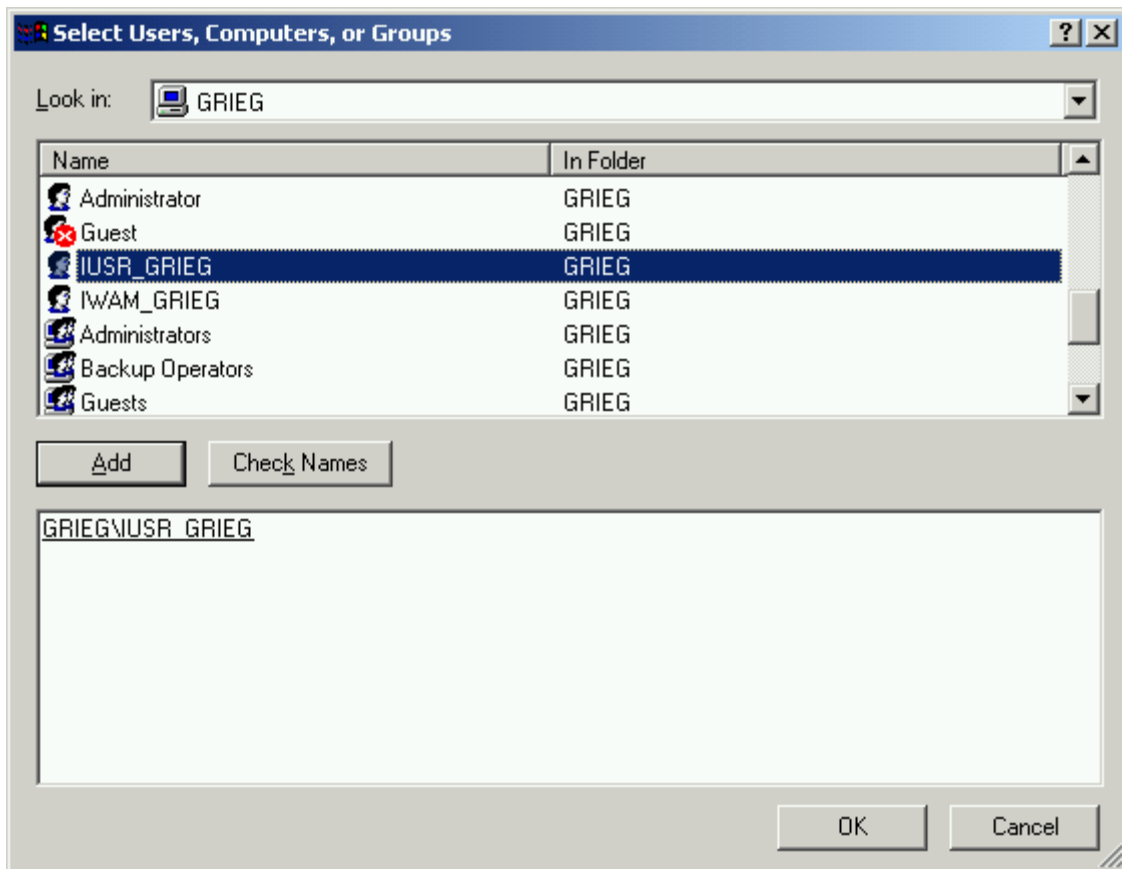 Select Users, Computers, or Groups
Look in: GRIEG
Name In Folder
Administrator GRIEG
Guest GRIEG
IUSR_GRIEG GRIEG
IWAM_GRIEG GRIEG
Administrators GRIEG
Backup Operators GRIEG
Guests GRIEG
Add Check Names
GRIEG\IUSR_GRIEG
OK Cancel